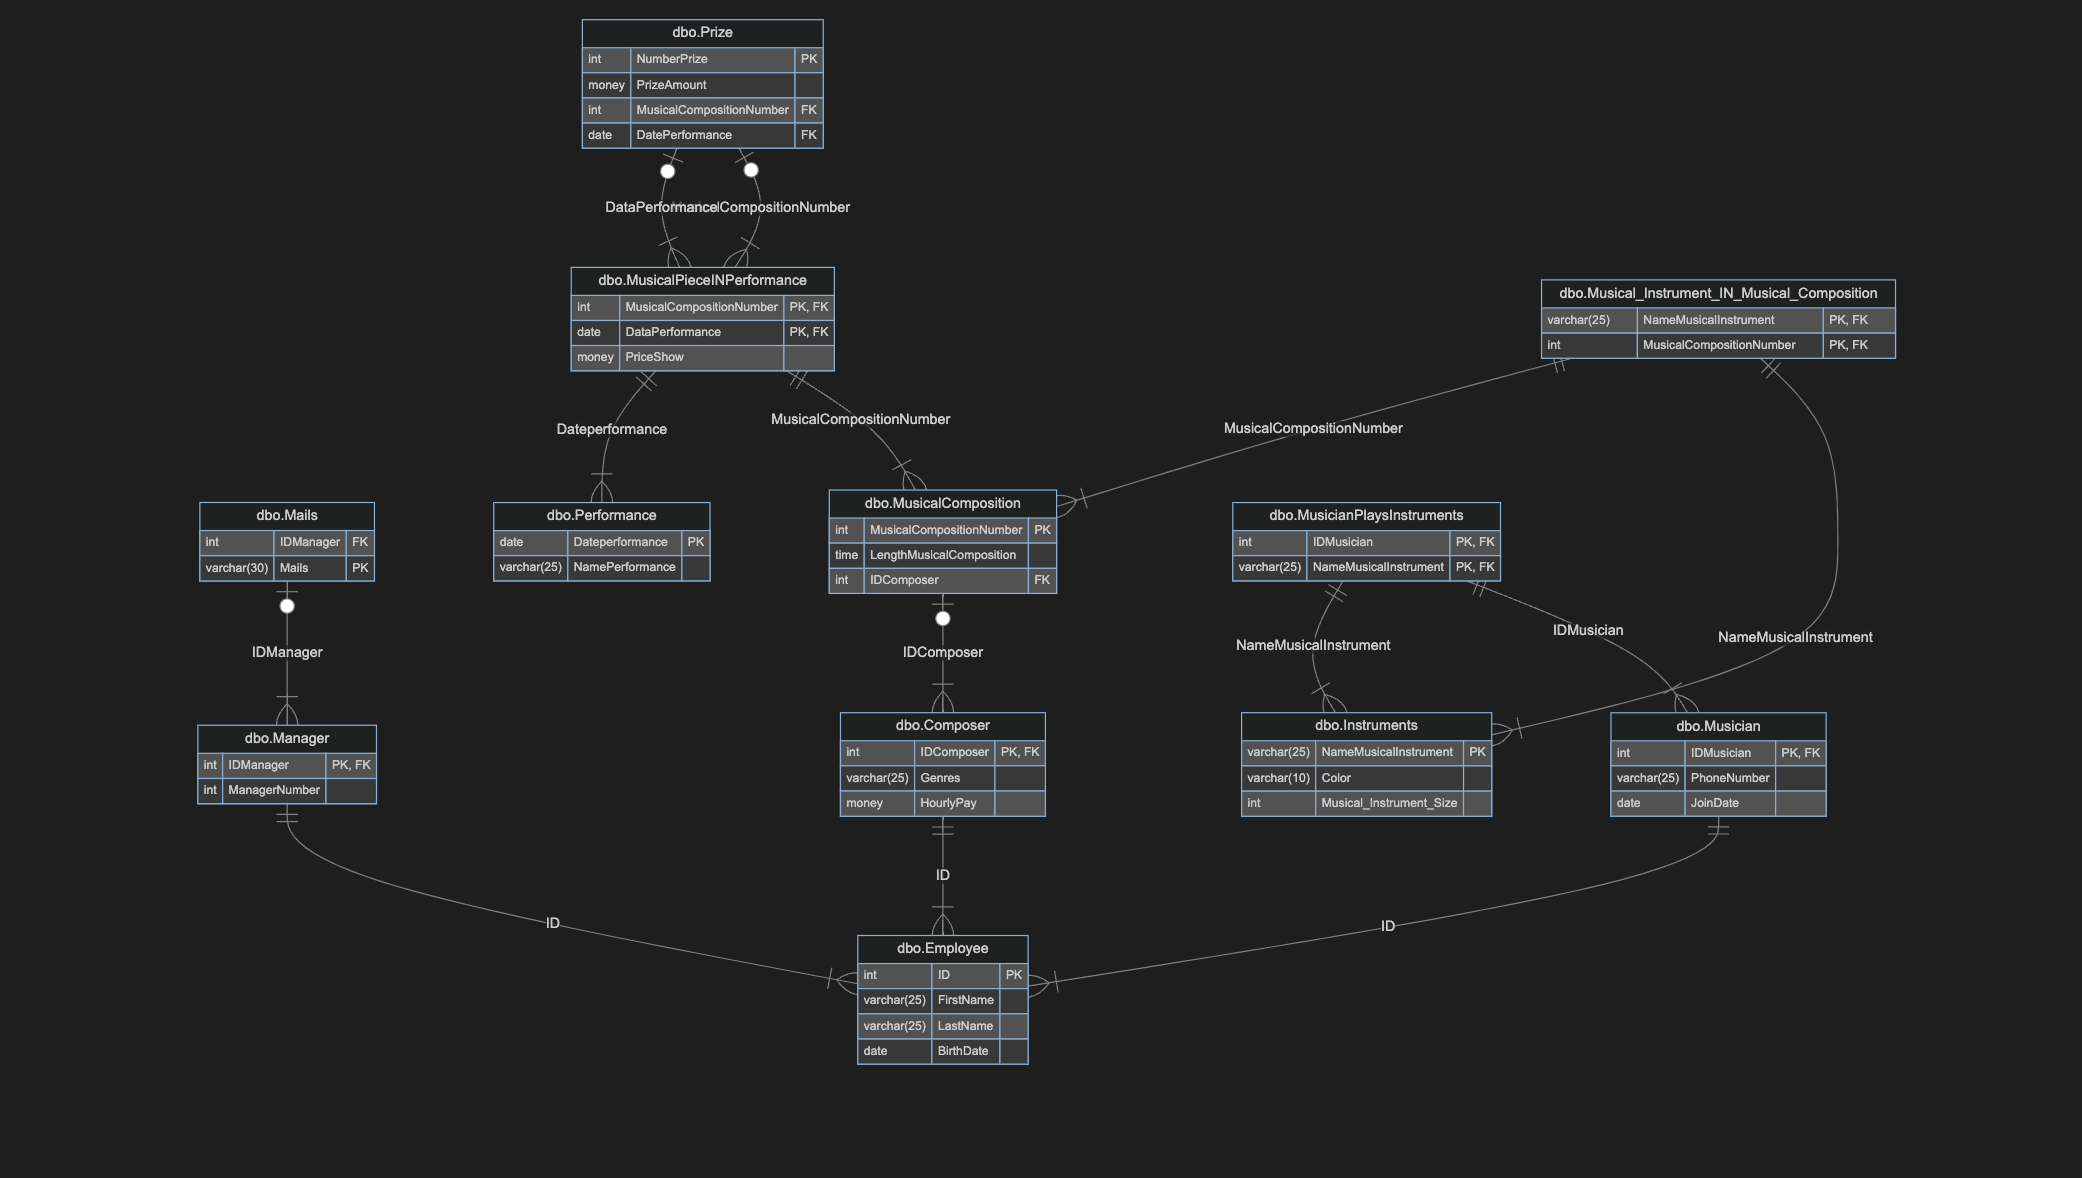 dbo.Prize
int NumberPrize PK
money PrizeAmount
int MusicalCompositionNumber FK
date DatePerformance FK
DataPerformance
CompositionNumber
dbo.MusicalPieceINPerformance
int MusicalCompositionNumber PK, FK
date DataPerformance PK, FK
money PriceShow
dbo.Musical_Instrument_IN_Musical_Composition
varchar(25) NameMusicalInstrument PK, FK
int MusicalCompositionNumber PK, FK
Dateperformance
MusicalCompositionNumber
MusicalCompositionNumber
dbo.Mails
int IDManager FK
varchar(30) Mails PK
dbo.Performance
date Dateperformance PK
varchar(25) NamePerformance
dbo.MusicalComposition
int MusicalCompositionNumber PK
time LengthMusicalComposition
int IDComposer FK
dbo.MusicianPlaysInstruments
int IDMusician PK, FK
varchar(25) NameMusicalInstrument PK, FK
IDManager
IDComposer
NameMusicalInstrument
IDMusician
NameMusicalInstrument
dbo.Manager
int IDManager PK, FK
int ManagerNumber
dbo.Composer
int IDComposer PK, FK
varchar(25) Genres
money HourlyPay
dbo.Instruments
varchar(25) NameMusicalInstrument PK
varchar(10) Color
int Musical_Instrument_Size
dbo.Musician
int IDMusician PK, FK
varchar(25) PhoneNumber
date JoinDate
ID
ID
ID
dbo.Employee
int ID PK
varchar(25) FirstName
varchar(25) LastName
date BirthDate